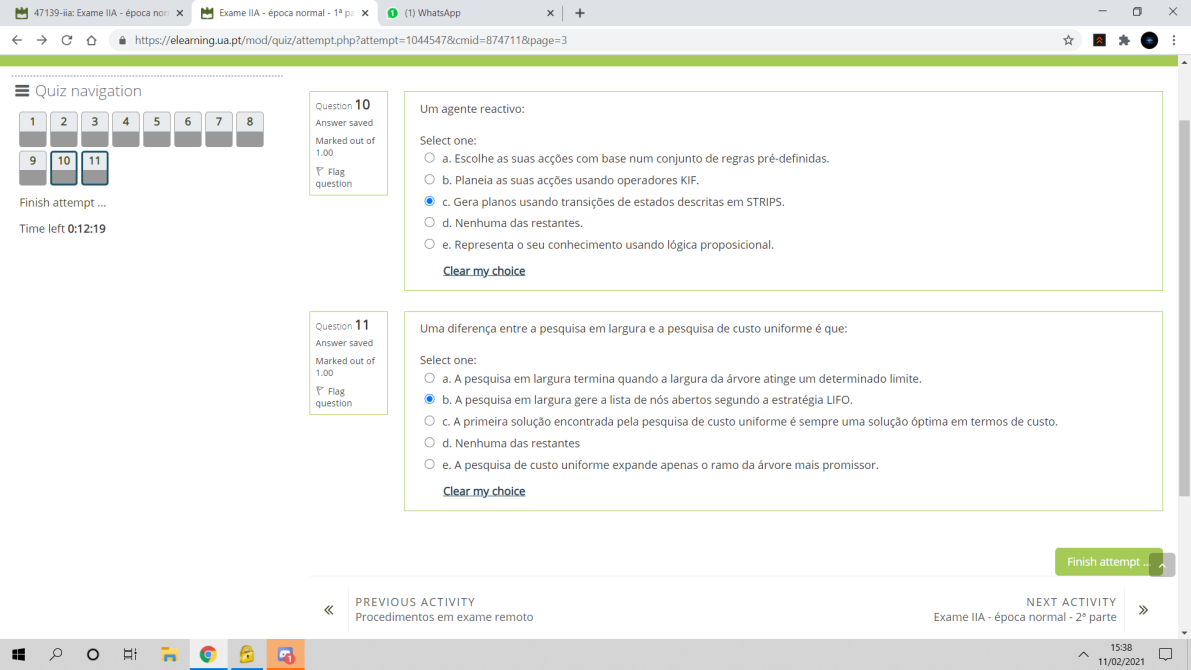 47139-iia: Exame IIA - época nor
Exame IIA - época normal - 1ª pa
(1) WhatsApp
https://elearning.ua.pt/mod/quiz/attempt.php?attempt=1044547&cmid=874711&page=3
Quiz navigation
1 2 3 4 5 6 7 8
9 10 11
Finish attempt ...
Time left 0:12:19
Question 10
Answer saved
Marked out of
1.00
Flag
question
Um agente reactivo:
Select one:
a. Escolhe as suas acções com base num conjunto de regras pré-definidas.
b. Planeia as suas acções usando operadores KIF.
c. Gera planos usando transições de estados descritas em STRIPS.
d. Nenhuma das restantes.
e. Representa o seu conhecimento usando lógica proposicional.
Clear my choice
Question 11
Answer saved
Marked out of
1.00
Flag
question
Uma diferença entre a pesquisa em largura e a pesquisa de custo uniforme é que:
Select one:
a. A pesquisa em largura termina quando a largura da árvore atinge um determinado limite.
b. A pesquisa em largura gere a lista de nós abertos segundo a estratégia LIFO.
c. A primeira solução encontrada pela pesquisa de custo uniforme é sempre uma solução óptima em termos de custo.
d. Nenhuma das restantes
e. A pesquisa de custo uniforme expande apenas o ramo da árvore mais promissor.
Clear my choice
Finish attempt ...
PREVIOUS ACTIVITY
Procedimentos em exame remoto
NEXT ACTIVITY
Exame IIA - época normal - 2ª parte
1
15:38
11/02/2021